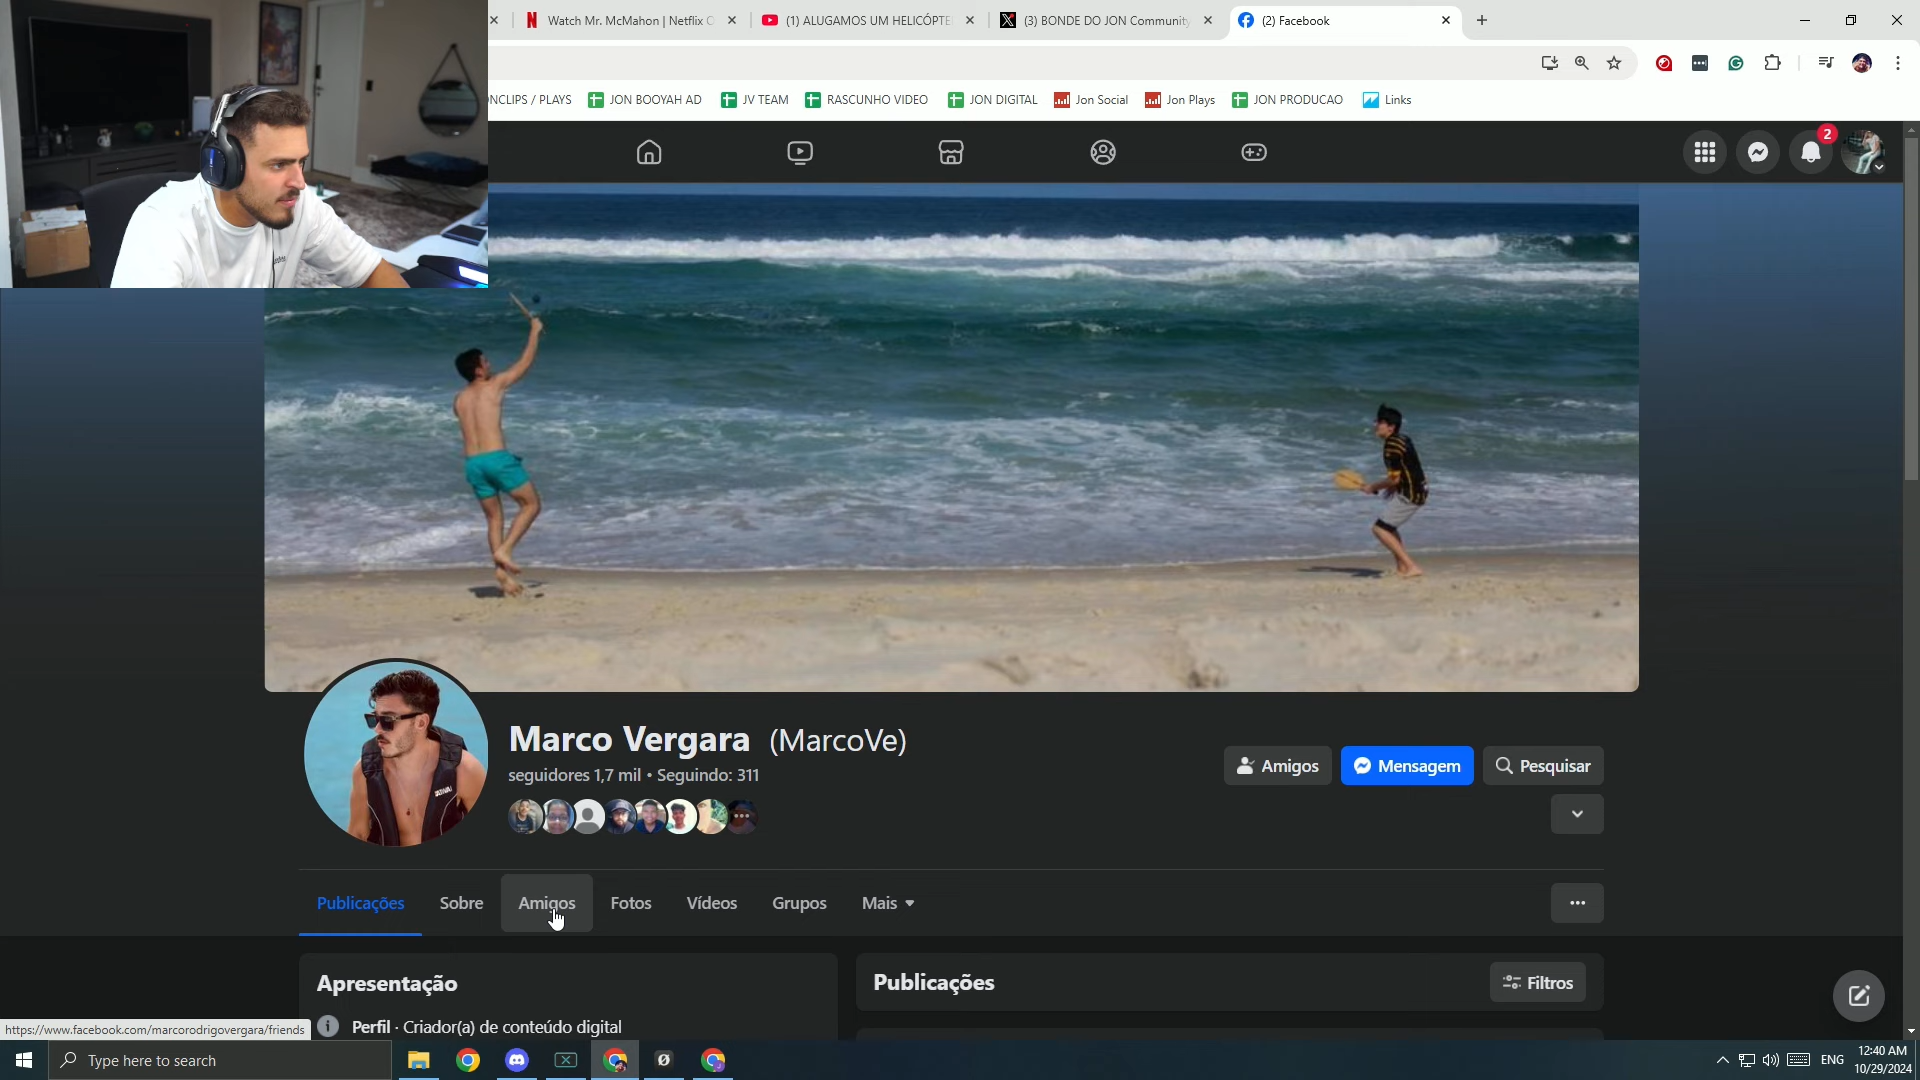 Watch Mr. McMahon | Netflix O
(1) ALUGAMOS UM HELICÓPTE
(3) BONDE DO JON Community
(2) Facebook
NCLIPS / PLAYS
JON BOOYAH AD
JV TEAM
RASCUNHO VIDEO
JON DIGITAL
Jon Social
Jon Plays
JON PRODUCAO
Links
2
Marco Vergara (MarcoVe)
seguidores 1,7 mil • Seguindo: 311
Amigos
Mensagem
Pesquisar
Publicações
Sobre
Amigos
Fotos
Vídeos
Grupos
Mais
Apresentação
Publicações
Filtros
Perfil · Criador(a) de conteúdo digital
https://www.facebook.com/marcorodrigovergara/friends
Type here to search
ENG
12:40 AM
10/29/2024